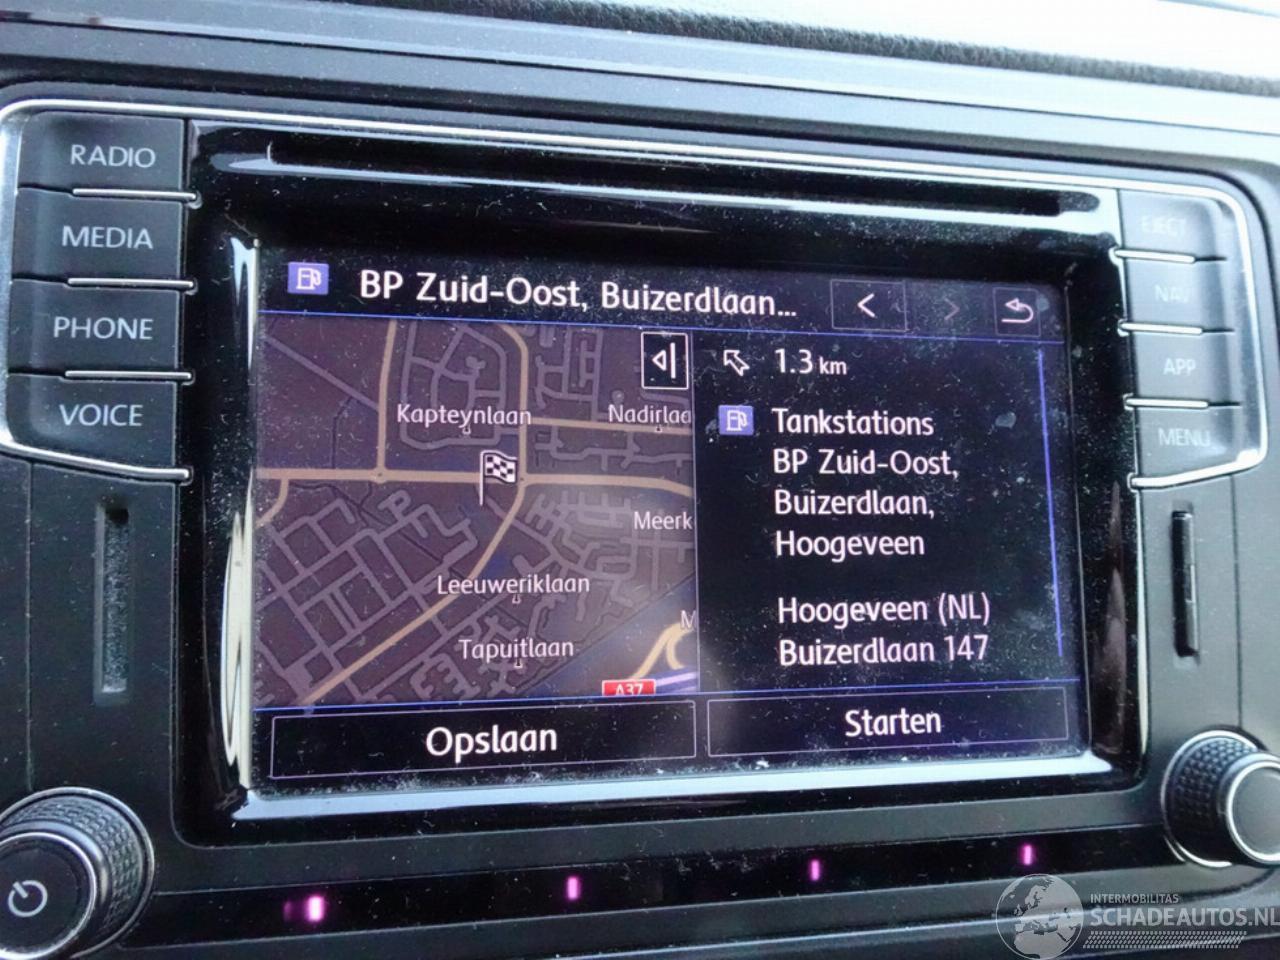 RADIO
MEDIA
PHONE
VOICE
EJECT
NAV
APP
MENU
BP Zuid-Oost, Buizerdlaan...
<
>
1.3 km
Tankstations
BP Zuid-Oost,
Buizerdlaan,
Hoogeveen
Hoogeveen (NL)
Buizerdlaan 147
Kapteynlaan
Nadirlaa
Meerk
Leeuweriklaan
M
Tapuitlaan
A37
Opslaan
Starten
INTERMOBILITAS
SCHADEAUTOS.NL